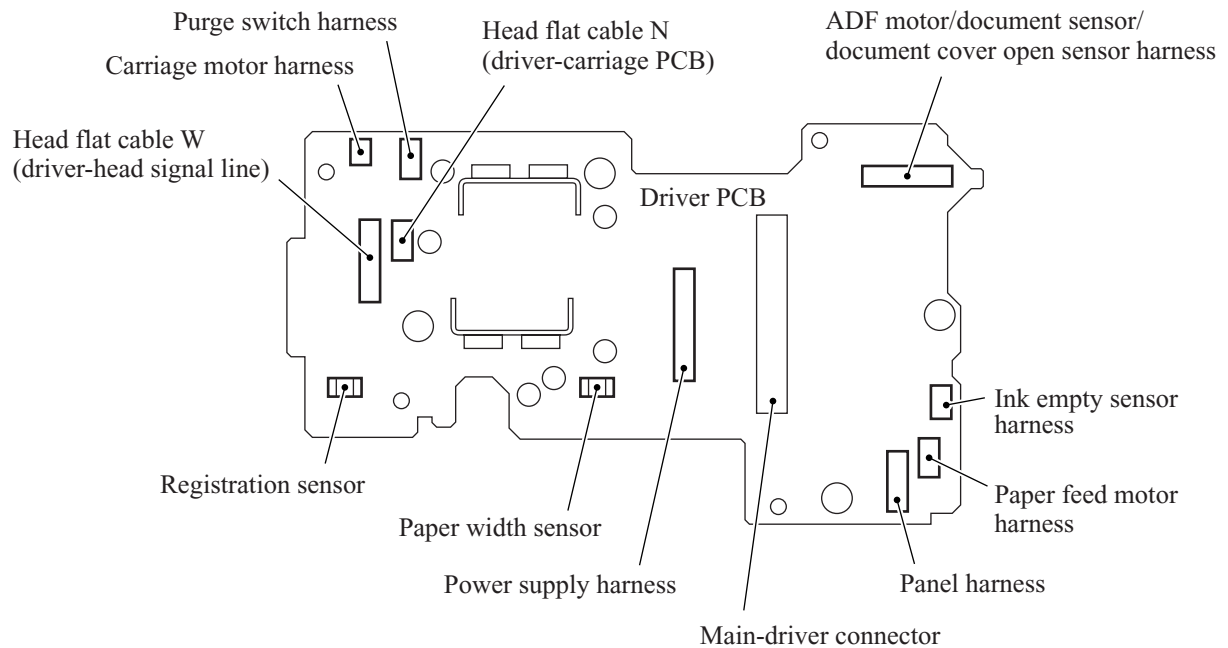 Purge switch harness
Carriage motor harness
Head flat cable N
(driver-carriage PCB)
ADF motor/document sensor/
document cover open sensor harness
Head flat cable W
(driver-head signal line)
Driver PCB
Ink empty sensor
harness
Registration sensor
Paper width sensor
Paper feed motor
harness
Power supply harness
Panel harness
Main-driver connector